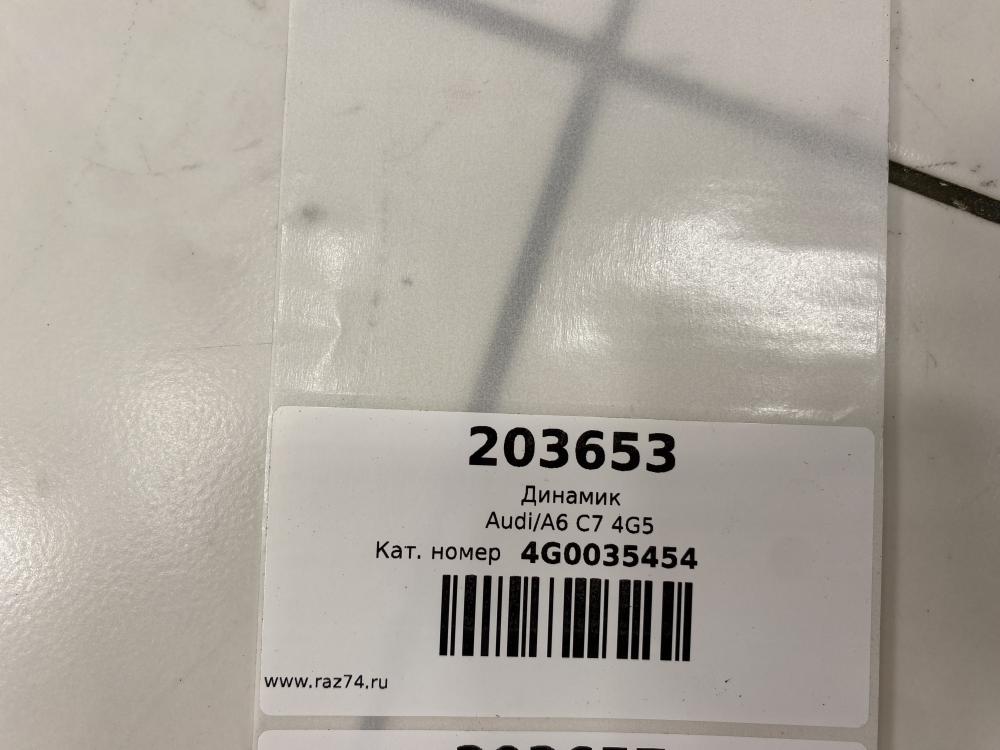 203653
Динамик
Audi/A6 C7 4G5
Кат. номер 4G0035454
www.raz74.ru